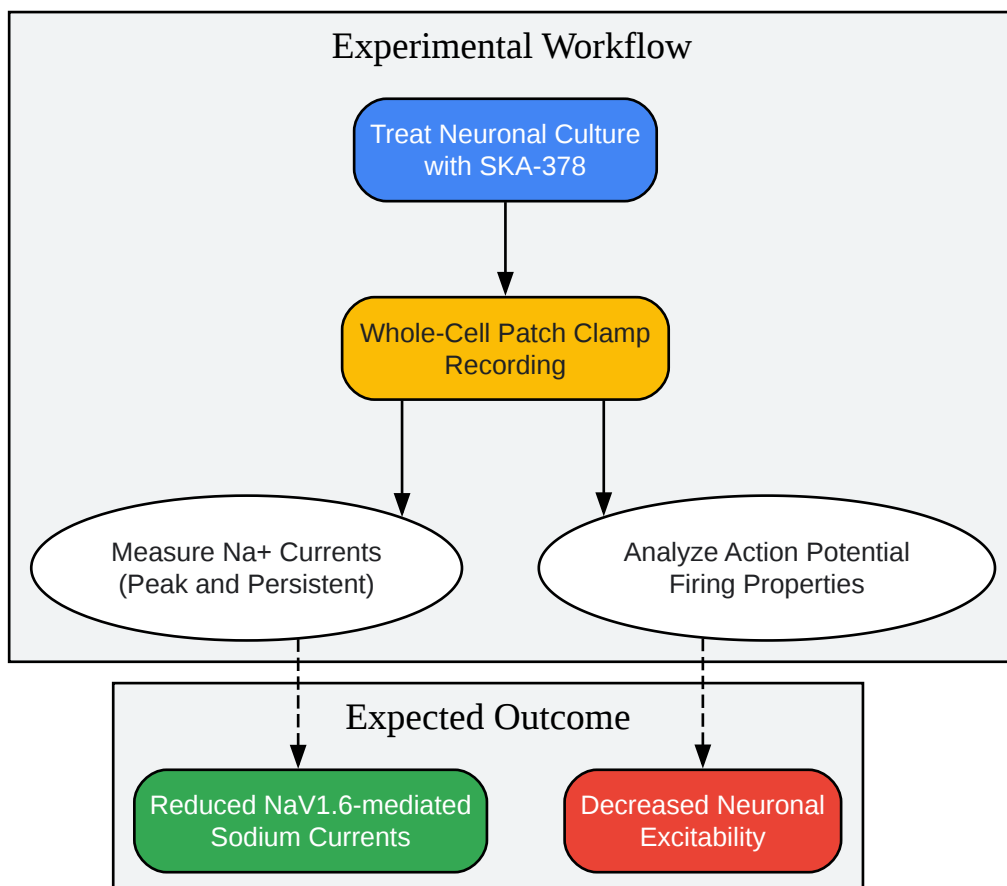 Experimental Workflow
Treat Neuronal Culture
with SKA-378
Whole-Cell Patch Clamp
Recording
Measure Na+ Currents
(Peak and Persistent)
Analyze Action Potential
Firing Properties
Expected Outcome
Reduced NaV1.6-mediated
Sodium Currents
Decreased Neuronal
Excitability